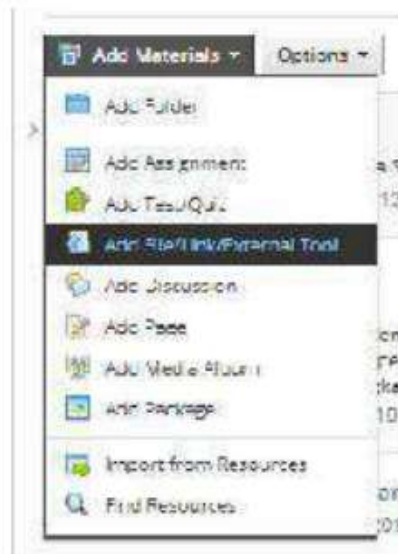 Add Materials Options
Add Folder
Add Assignment
Add Test/Quiz
Add File/Link/External Tool
Add Discussion
Add Page
Add Media Album
Add Package
Import from Resources
Find Resources